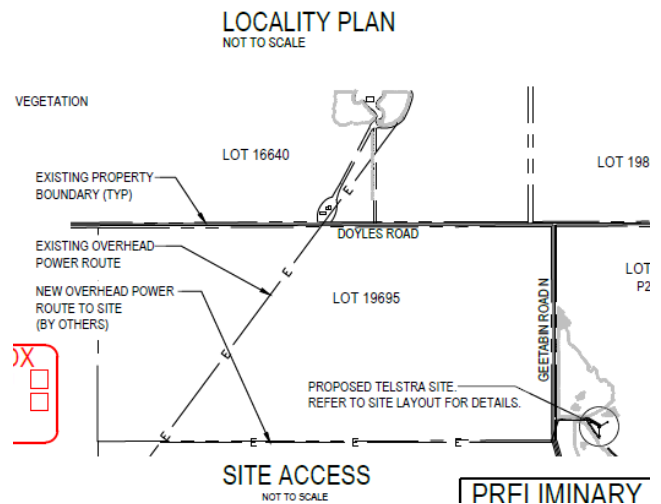 LOCALITY PLAN
NOT TO SCALE
VEGETATION
LOT 16640
LOT 198
EXISTING PROPERTY
BOUNDARY (TYP)
E
DOYLES ROAD
EXISTING OVERHEAD
POWER ROUTE
E
LOT
P2
NEW OVERHEAD POWER
ROUTE TO SITE
(BY OTHERS)
LOT 19695
GEETABIN ROAD N
E
OX
PROPOSED TELSTRA SITE.
REFER TO SITE LAYOUT FOR DETAILS.
E E E E
SITE ACCESS
NOT TO SCALE
PRELIMINARY